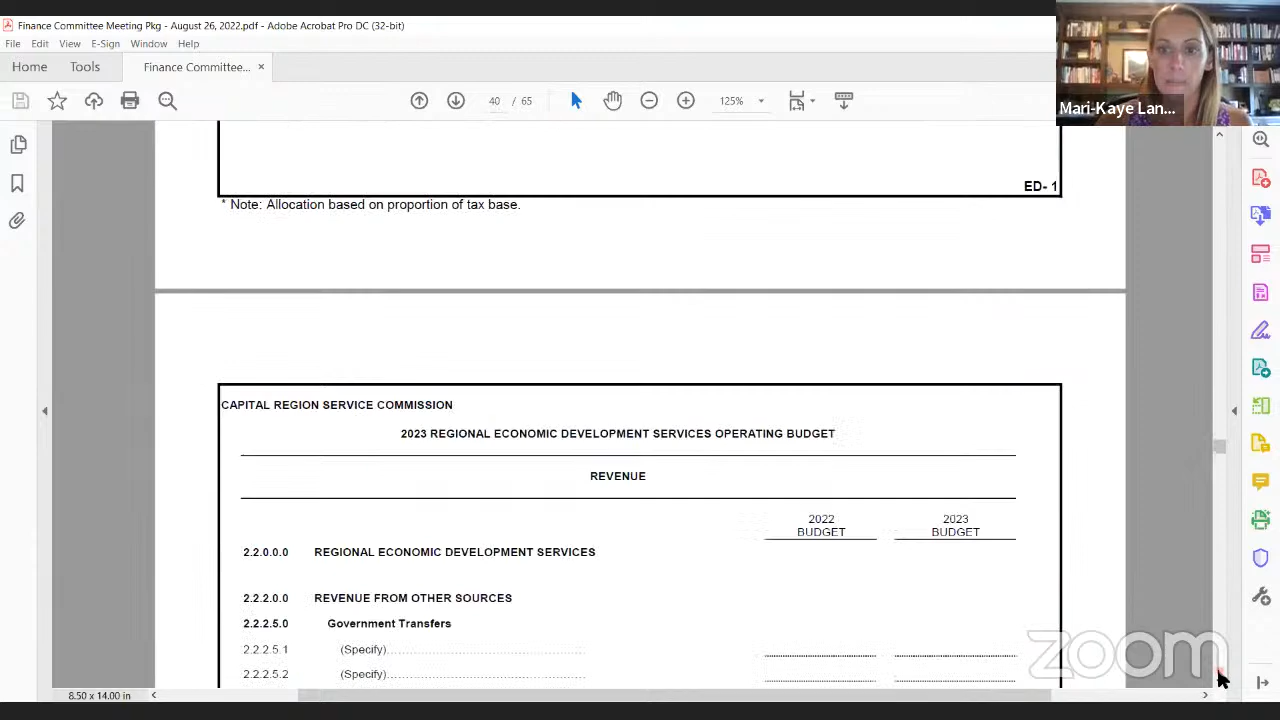 Finance Committee Meeting Pkg - August 26, 2022.pdf - Adobe Acrobat Pro DC (32-bit)
File Edit View E-Sign Window Help
Home Tools Finance Committee... ×
40 / 65 125%
Mari-Kaye Lan...
ED- 1
* Note: Allocation based on proportion of tax base.
CAPITAL REGION SERVICE COMMISSION
2023 REGIONAL ECONOMIC DEVELOPMENT SERVICES OPERATING BUDGET
REVENUE
2022 2023
BUDGET BUDGET
2.2.0.0.0 REGIONAL ECONOMIC DEVELOPMENT SERVICES
2.2.2.0.0 REVENUE FROM OTHER SOURCES
2.2.2.5.0 Government Transfers
2.2.2.5.1 (Specify)
2.2.2.5.2 (Specify)
zoom
8.50 x 14.00 in